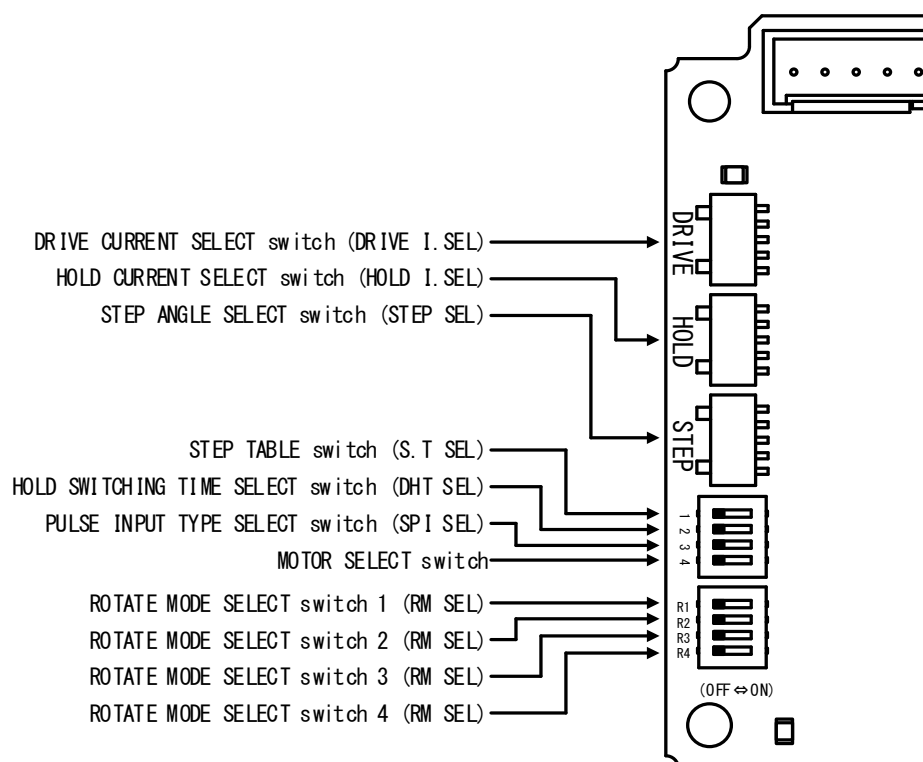 DRIVE CURRENT SELECT switch (DRIVE I.SEL)
HOLD CURRENT SELECT switch (HOLD I.SEL)
STEP ANGLE SELECT switch (STEP SEL)
STEP TABLE switch (S.T SEL)
HOLD SWITCHING TIME SELECT switch (DHT SEL)
PULSE INPUT TYPE SELECT switch (SPI SEL)
MOTOR SELECT switch
ROTATE MODE SELECT switch 1 (RM SEL)
ROTATE MODE SELECT switch 2 (RM SEL)
ROTATE MODE SELECT switch 3 (RM SEL)
ROTATE MODE SELECT switch 4 (RM SEL)
DRIVE
HOLD
STEP
1
2
3
4
R1
R2
R3
R4
(OFF⇔ON)